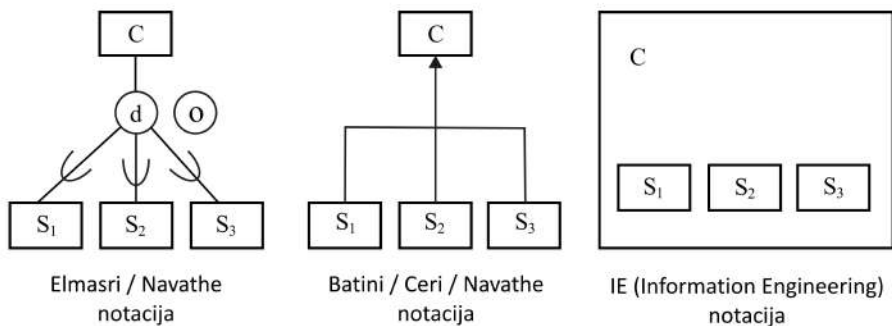 C
d o
S₁ S₂ S₃
Elmasri / Navathe
notacija
C
S₁ S₂ S₃
Batini / Ceri / Navathe
notacija
C
S₁ S₂ S₃
IE (Information Engineering)
notacija